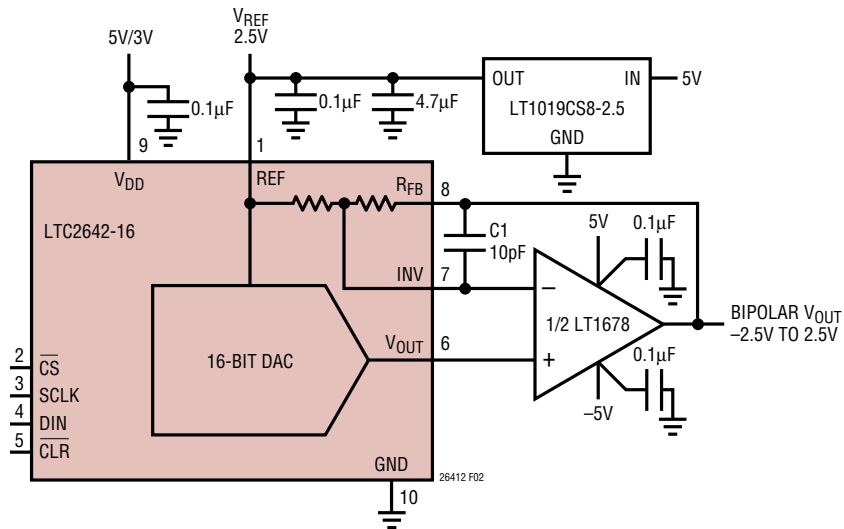 5V/3V
VREF
2.5V
0.1µF
0.1µF
4.7µF
OUT
IN
5V
LT1019CS8-2.5
GND
9
1
VDD
REF
RFB
8
LTC2642-16
C1
10pF
5V
0.1µF
INV
7
–
1/2 LT1678
BIPOLAR VOUT
–2.5V TO 2.5V
16-BIT DAC
VOUT
6
+
0.1µF
–5V
2
CS
3
SCLK
4
DIN
5
CLR
GND
26412 F02
10